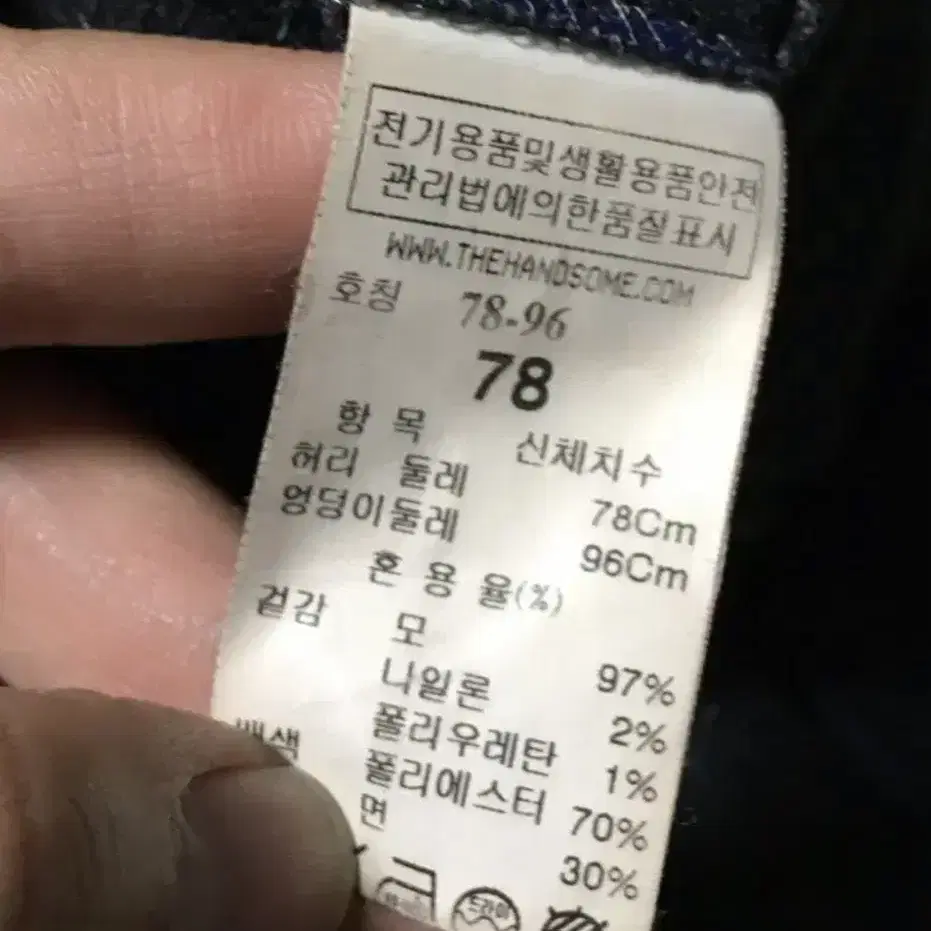 전기용품및생활용품안전
관리법에의한품질표시
WWW.THEHANDSOME.COM
호칭 78-96
78
항 목 신체치수
허리 둘레 78Cm
엉덩이둘레 96Cm
혼 용 율(%)
겉감 모 97%
나일론 2%
폴리우레탄 1%
배색 폴리에스터 70%
면 30%
드라이